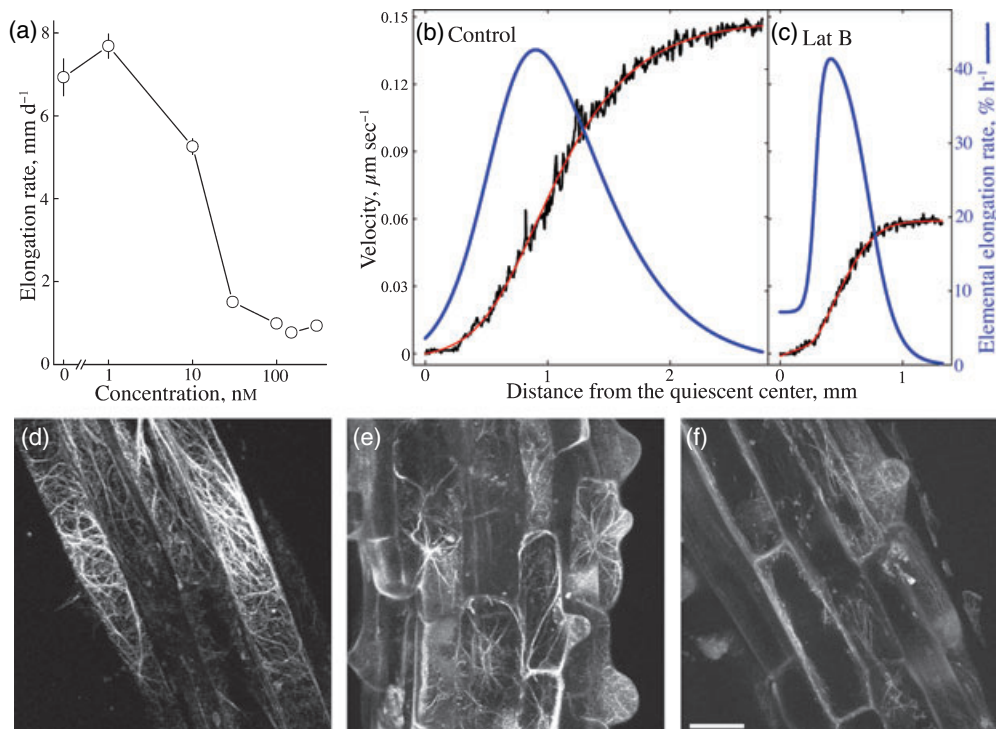 (a)
Elongation rate, mm d⁻¹
8
6
4
2
0
0 1 10 100
Concentration, nM
(b) Control
Velocity, μm sec⁻¹
0.15
0.12
0.09
0.06
0.03
0
0 1 2
(c) Lat B
0 1
Distance from the quiescent center, mm
40
30
20
10
0
Elemental elongation rate, % h⁻¹
(d)
(e)
(f)